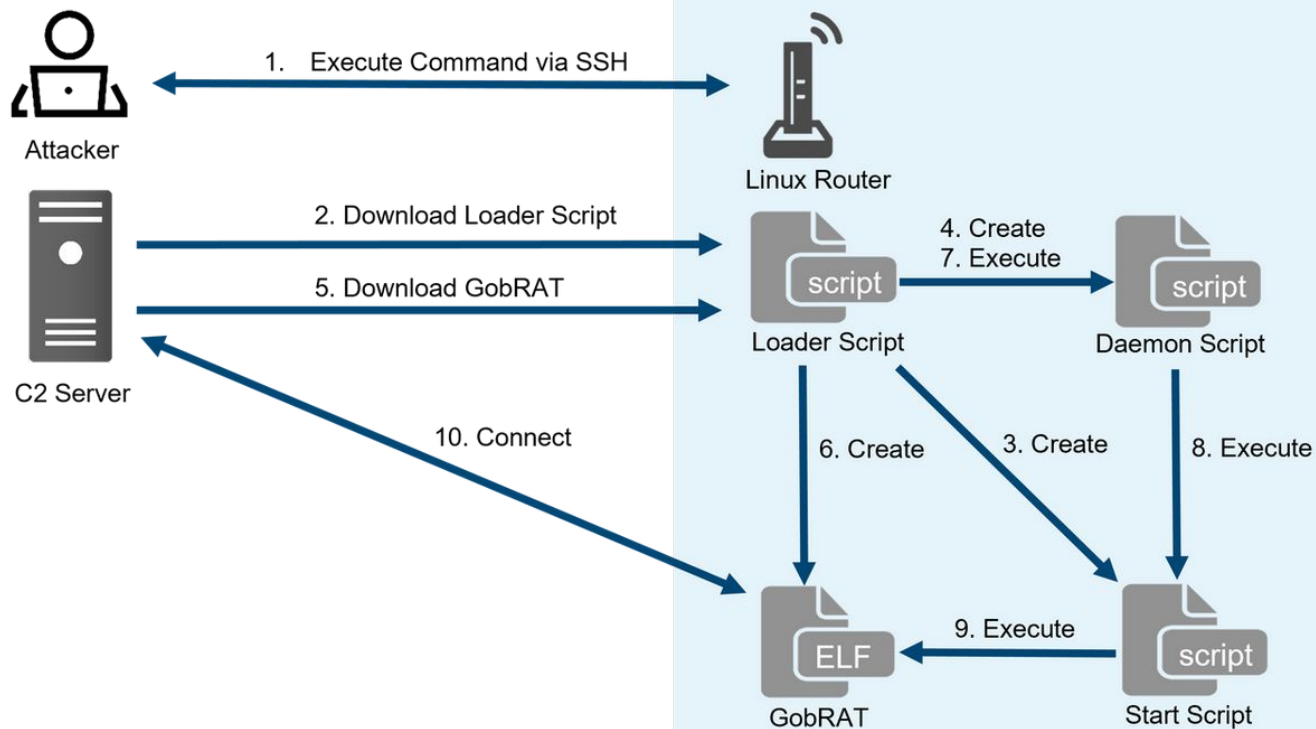 1. Execute Command via SSH
Attacker
Linux Router
2. Download Loader Script
4. Create
7. Execute
script
script
5. Download GobRAT
Loader Script
Daemon Script
C2 Server
10. Connect
6. Create
3. Create
8. Execute
9. Execute
ELF
script
GobRAT
Start Script